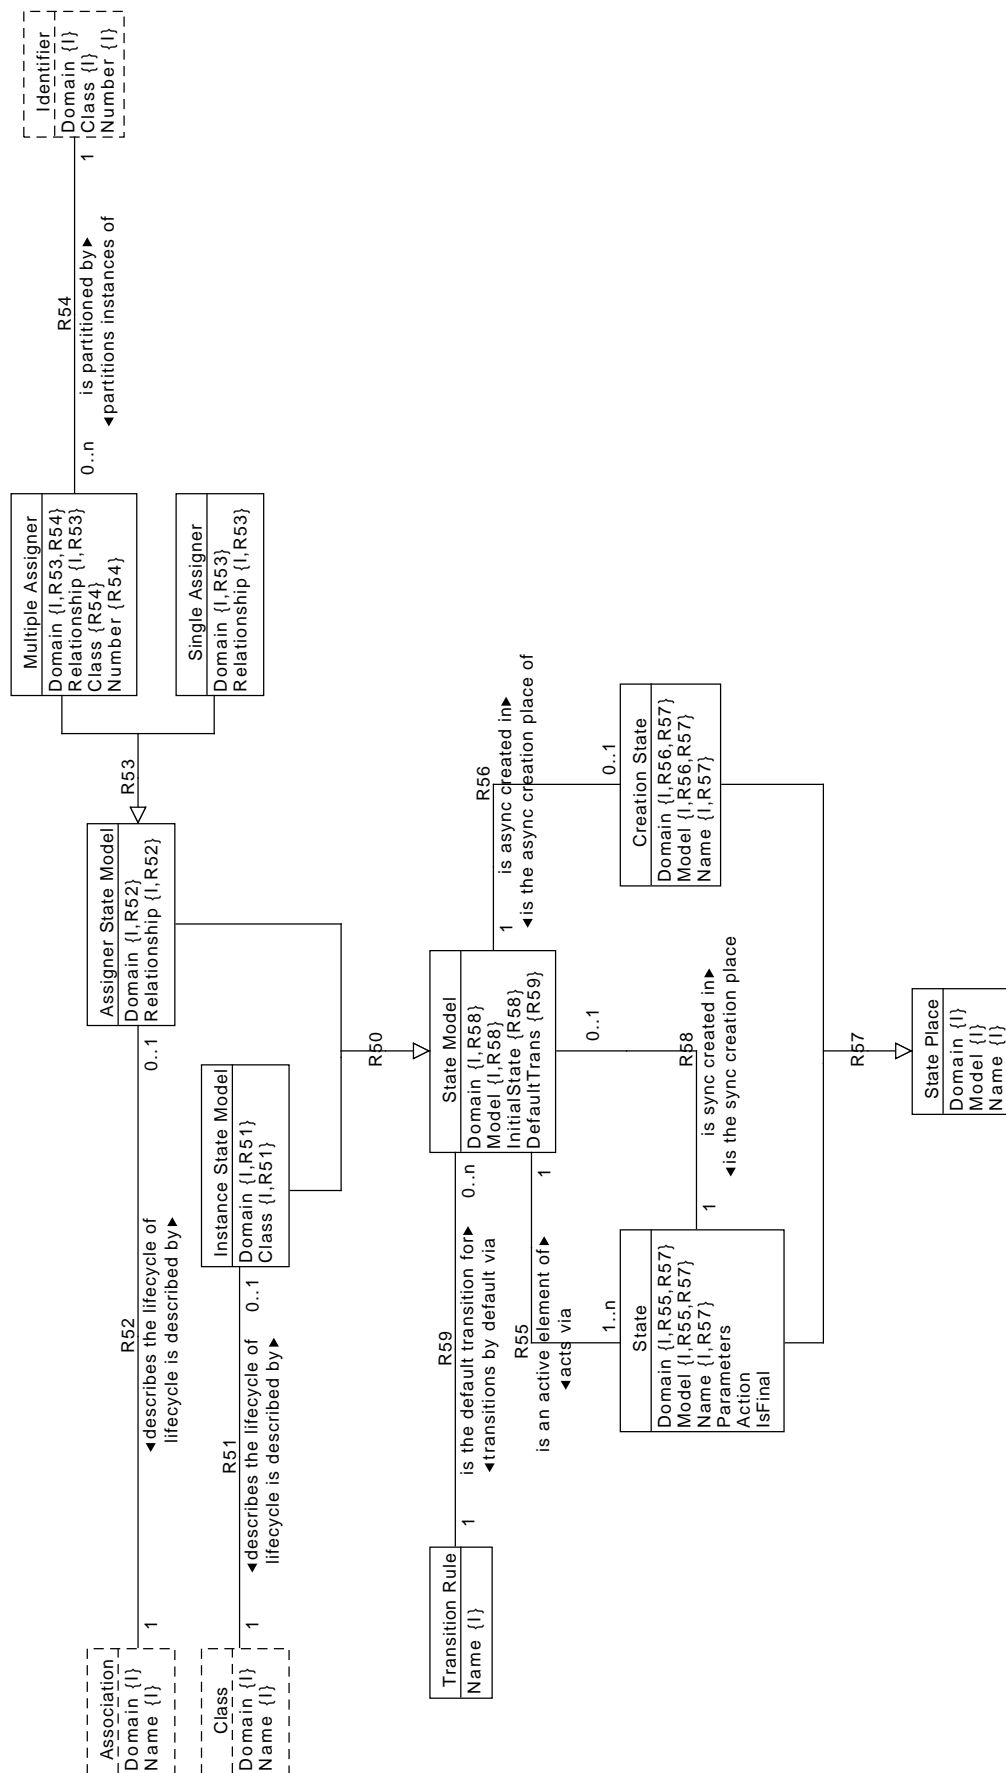 Association
Domain {I}
Name {I}
1
R52
◄describes the lifecycle of
lifecycle is described by►
0..1
Assigner State Model
Domain {I,R52}
Relationship {I,R52}
R53
Multiple Assigner
Domain {I,R53,R54}
Relationship {I,R53}
Class {R54}
Number {R54}
0..n
R54
is partitioned by►
◄partitions instances of
1
Identifier
Domain {I}
Class {I}
Number {I}
Single Assigner
Domain {I,R53}
Relationship {I,R53}
Class
Domain {I}
Name {I}
1
R51
◄describes the lifecycle of
lifecycle is described by►
0..1
Instance State Model
Domain {I,R51}
Class {I,R51}
R50
Transition Rule
Name {I}
1
R59
is the default transition for►
◄transitions by default via
0..n
State Model
Domain {I,R58}
Model {I,R58}
InitialState {R58}
DefaultTrans {R59}
1
R56
is async created in►
◄is the async creation place of
0..1
R55
1
is an active element of►
◄acts via
1..n
0..1
R58
is sync created in►
◄is the sync creation place
1
State
Domain {I,R55,R57}
Model {I,R55,R57}
Name {I,R57}
Parameters
Action
IsFinal
Creation State
Domain {I,R56,R57}
Model {I,R56,R57}
Name {I,R57}
R57
State Place
Domain {I}
Model {I}
Name {I}